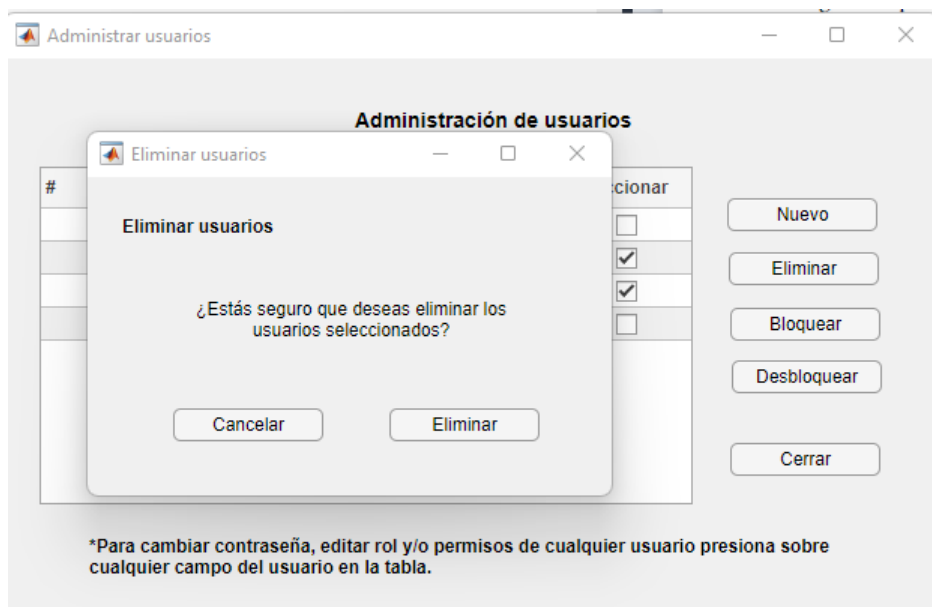 Administrar usuarios
Administración de usuarios
Eliminar usuarios
#
ccionar
Eliminar usuarios
¿Estás seguro que deseas eliminar los
usuarios seleccionados?
Cancelar
Eliminar
Nuevo
Eliminar
Bloquear
Desbloquear
Cerrar
*Para cambiar contraseña, editar rol y/o permisos de cualquier usuario presiona sobre
cualquier campo del usuario en la tabla.